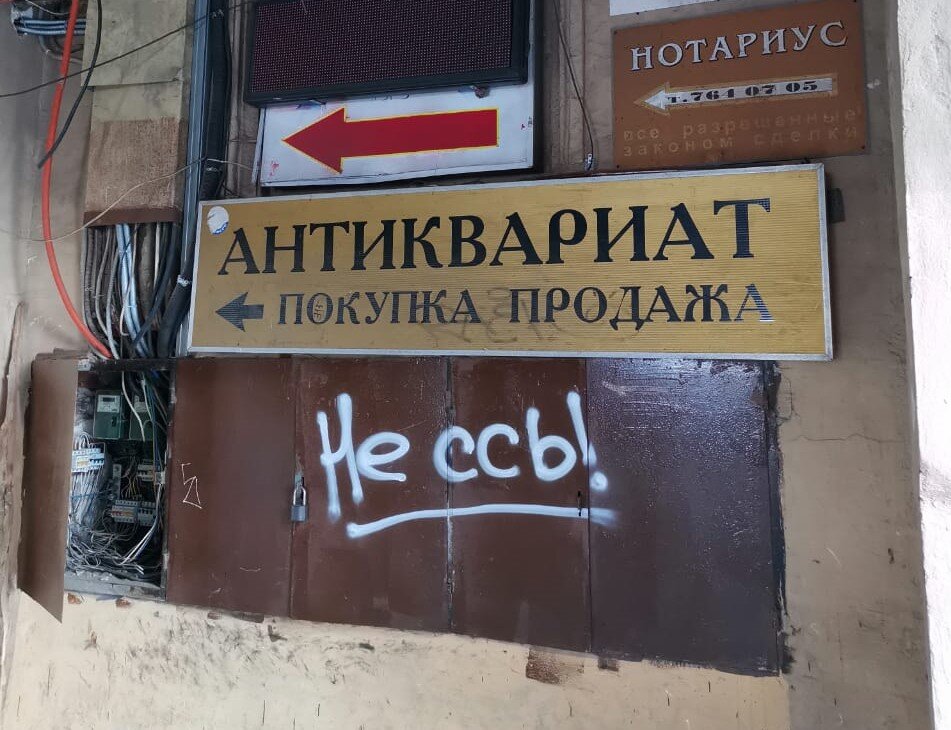 НОТАРИУС
т.764 07 05
все разрешенные
законом сделки
АНТИКВАРИАТ
ПОКУПКА ПРОДАЖА
Не ссы!